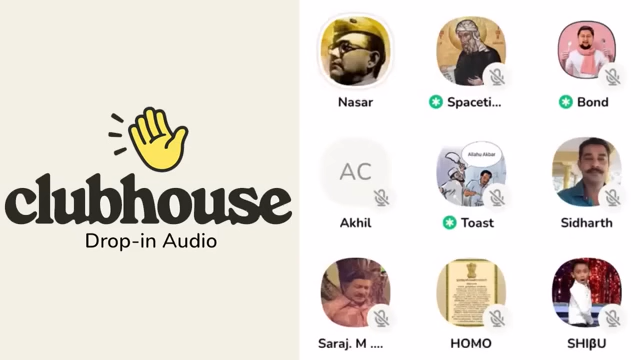 clubhouse
Drop-in Audio
Nasar
Spaceti...
Bond
AC
Allahu Akbar
Akhil
Toast
Sidharth
Saraj. M ....
HOMO
SHIβU